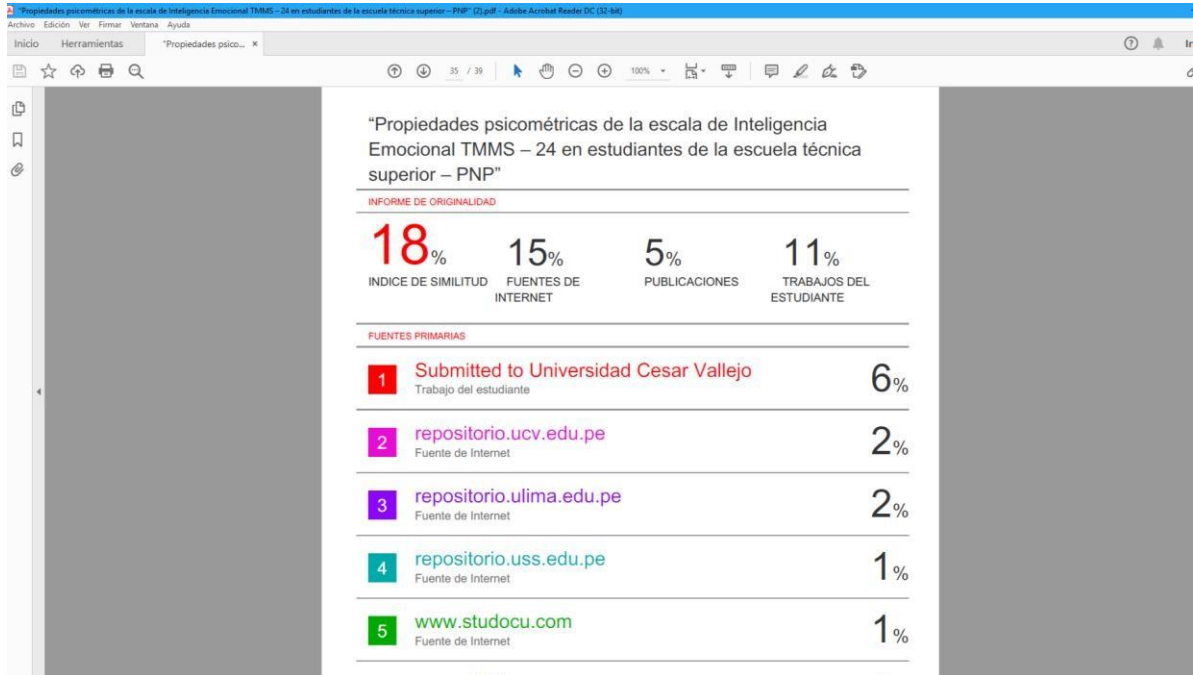 "Propiedades psicométricas de la escala de Inteligencia Emocional TMMS – 24 en estudiantes de la escuela técnica superior – PNP" (2).pdf - Adobe Acrobat Reader DC (32-bit)
Archivo Edición Ver Firmar Ventana Ayuda
Inicio Herramientas "Propiedades psico... ×
35 / 39 100%
“Propiedades psicométricas de la escala de Inteligencia
Emocional TMMS – 24 en estudiantes de la escuela técnica
superior – PNP”
INFORME DE ORIGINALIDAD
18% 15% 5% 11%
INDICE DE SIMILITUD FUENTES DE PUBLICACIONES TRABAJOS DEL
INTERNET ESTUDIANTE
FUENTES PRIMARIAS
1 Submitted to Universidad Cesar Vallejo 6%
Trabajo del estudiante
2 repositorio.ucv.edu.pe 2%
Fuente de Internet
3 repositorio.ulima.edu.pe 2%
Fuente de Internet
4 repositorio.uss.edu.pe 1%
Fuente de Internet
5 www.studocu.com 1%
Fuente de Internet